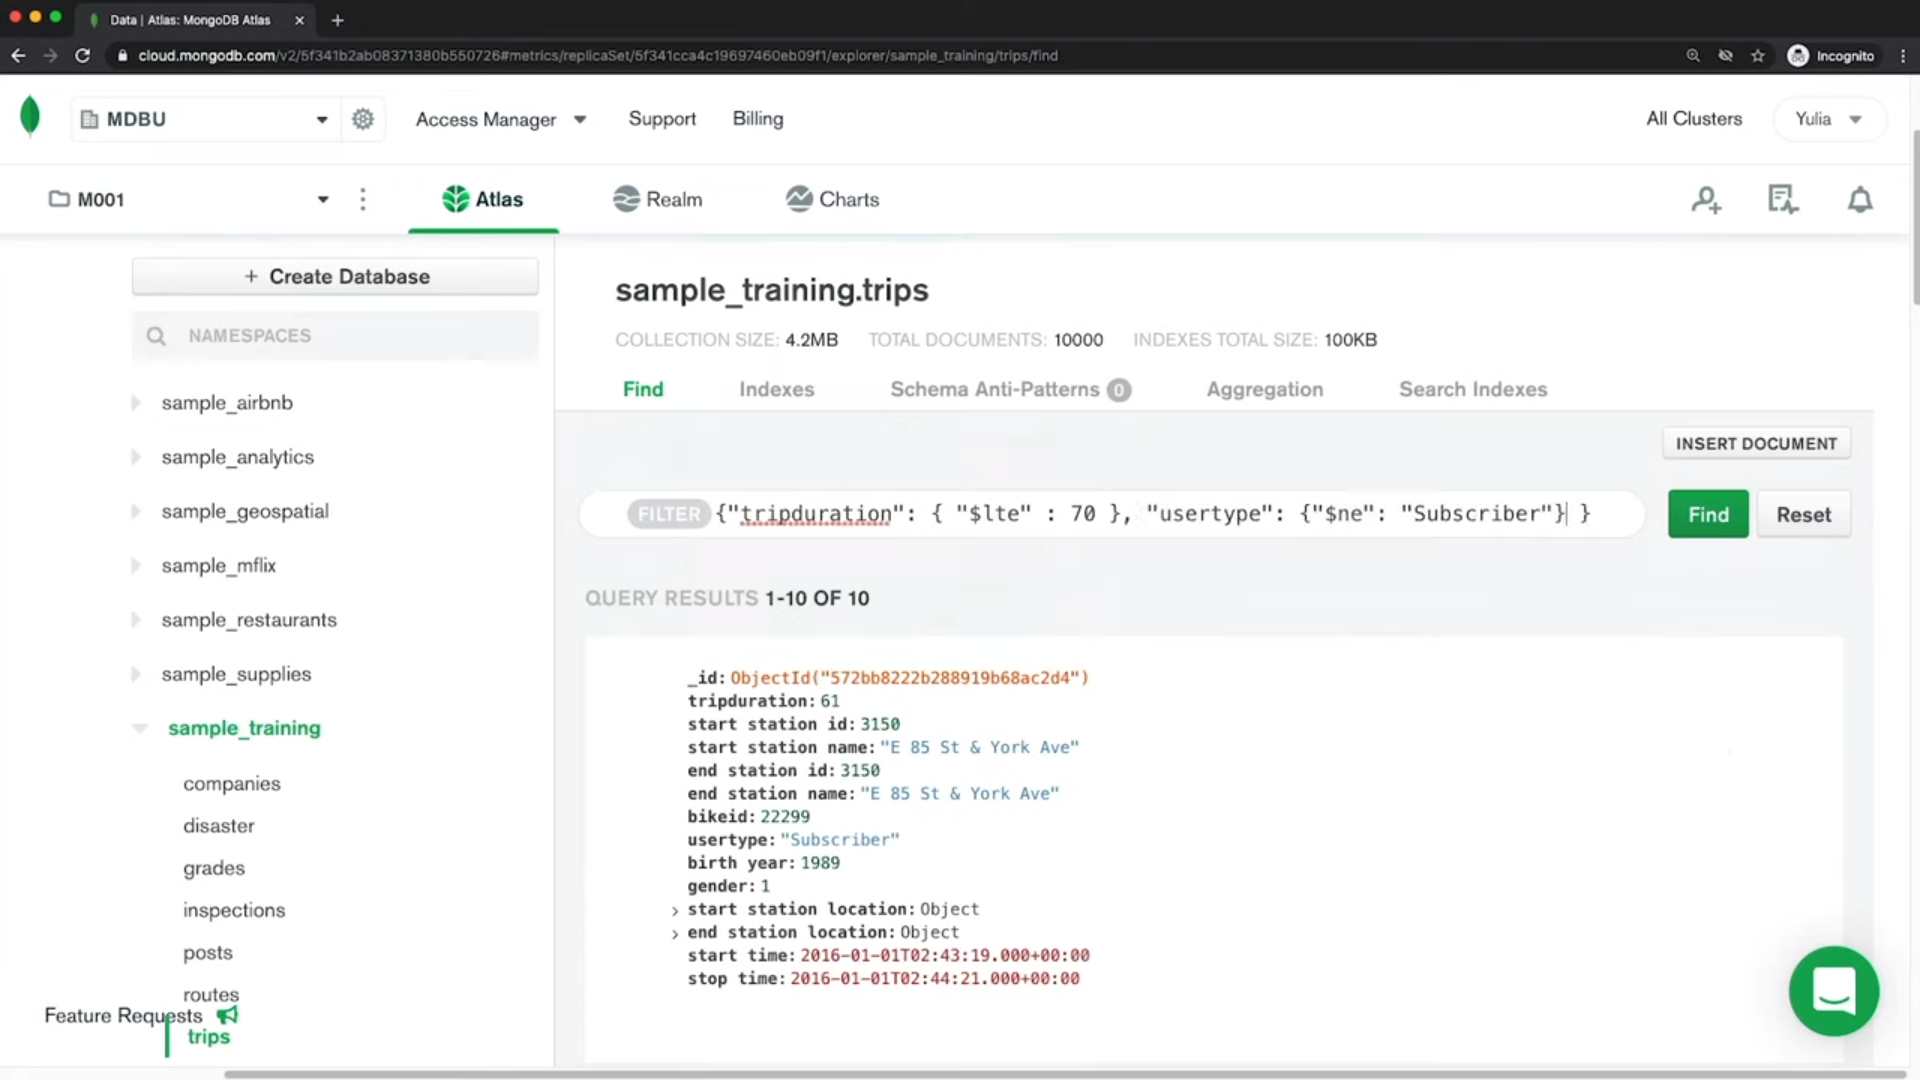 Data | Atlas: MongoDB Atlas
cloud.mongodb.com/v2/5f341b2ab08371380b550726#metrics/replicaSet/5f341cca4c19697460eb09f1/explorer/sample_training/trips/find
Incognito
MDBU
Access Manager
Support
Billing
All Clusters
Yulia
M001
Atlas
Realm
Charts
+ Create Database
NAMESPACES
sample_airbnb
sample_analytics
sample_geospatial
sample_mflix
sample_restaurants
sample_supplies
sample_training
companies
disaster
grades
inspections
posts
routes
Feature Requests
trips
sample_training.trips
COLLECTION SIZE: 4.2MB TOTAL DOCUMENTS: 10000 INDEXES TOTAL SIZE: 100KB
Find Indexes Schema Anti-Patterns 0 Aggregation Search Indexes
INSERT DOCUMENT
FILTER {"tripduration": { "$lte" : 70 }, "usertype": {"$ne": "Subscriber"} }
Find
Reset
QUERY RESULTS 1-10 OF 10
_id: ObjectId("572bb8222b288919b68ac2d4")
tripduration: 61
start station id: 3150
start station name: "E 85 St & York Ave"
end station id: 3150
end station name: "E 85 St & York Ave"
bikeid: 22299
usertype: "Subscriber"
birth year: 1989
gender: 1
start station location: Object
end station location: Object
start time: 2016-01-01T02:43:19.000+00:00
stop time: 2016-01-01T02:44:21.000+00:00